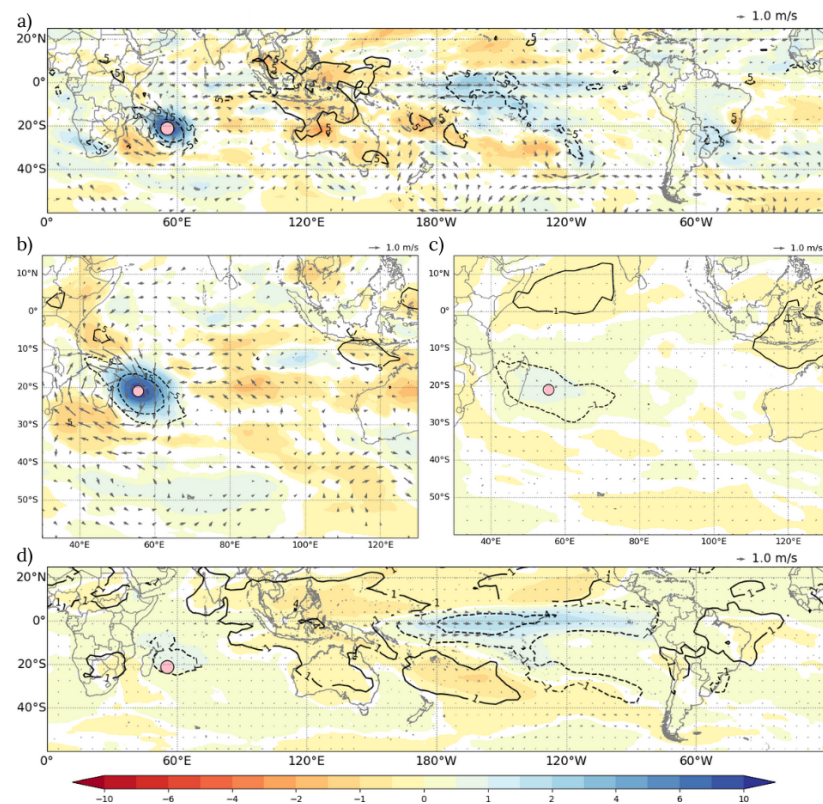 a)
1.0 m/s
20°N
0°
20°S
40°S
0°
60°E
120°E
180°W
120°W
60°W
b)
1.0 m/s
c)
1.0 m/s
10°N
0°
10°S
20°S
30°S
40°S
50°S
40°E
60°E
80°E
100°E
120°E
10°N
0°
10°S
20°S
30°S
40°S
50°S
40°E
60°E
80°E
100°E
120°E
d)
1.0 m/s
20°N
0°
20°S
40°S
0°
60°E
120°E
180°W
120°W
60°W
−10
−6
−4
−2
−1
0
1
2
4
6
10